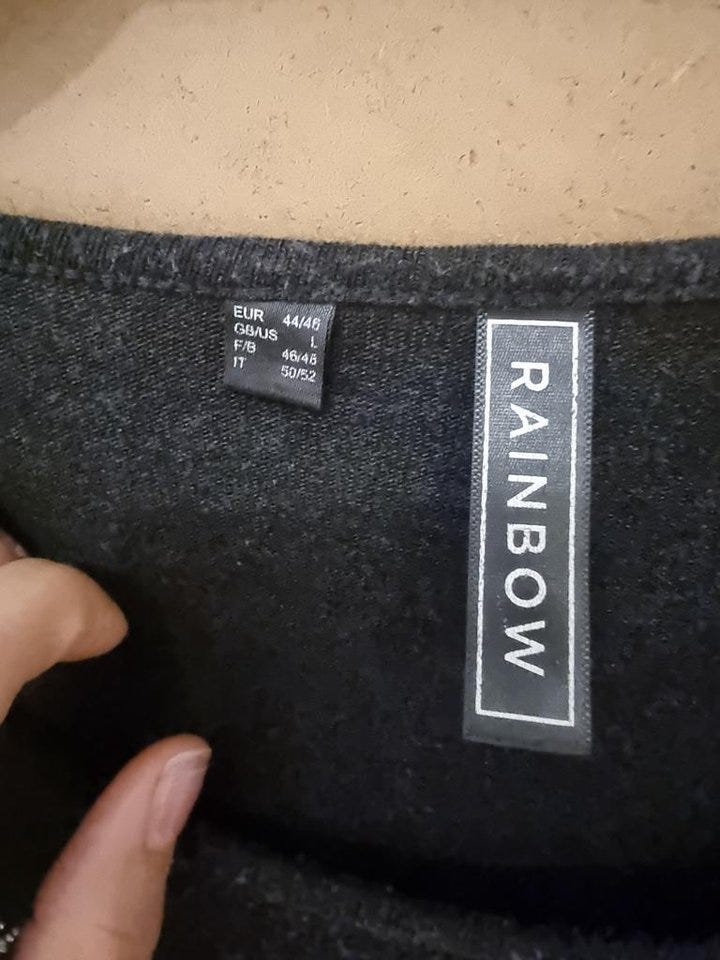 EUR 44/46
GB/US L
F/B 46/48
IT 50/52
RAINBOW